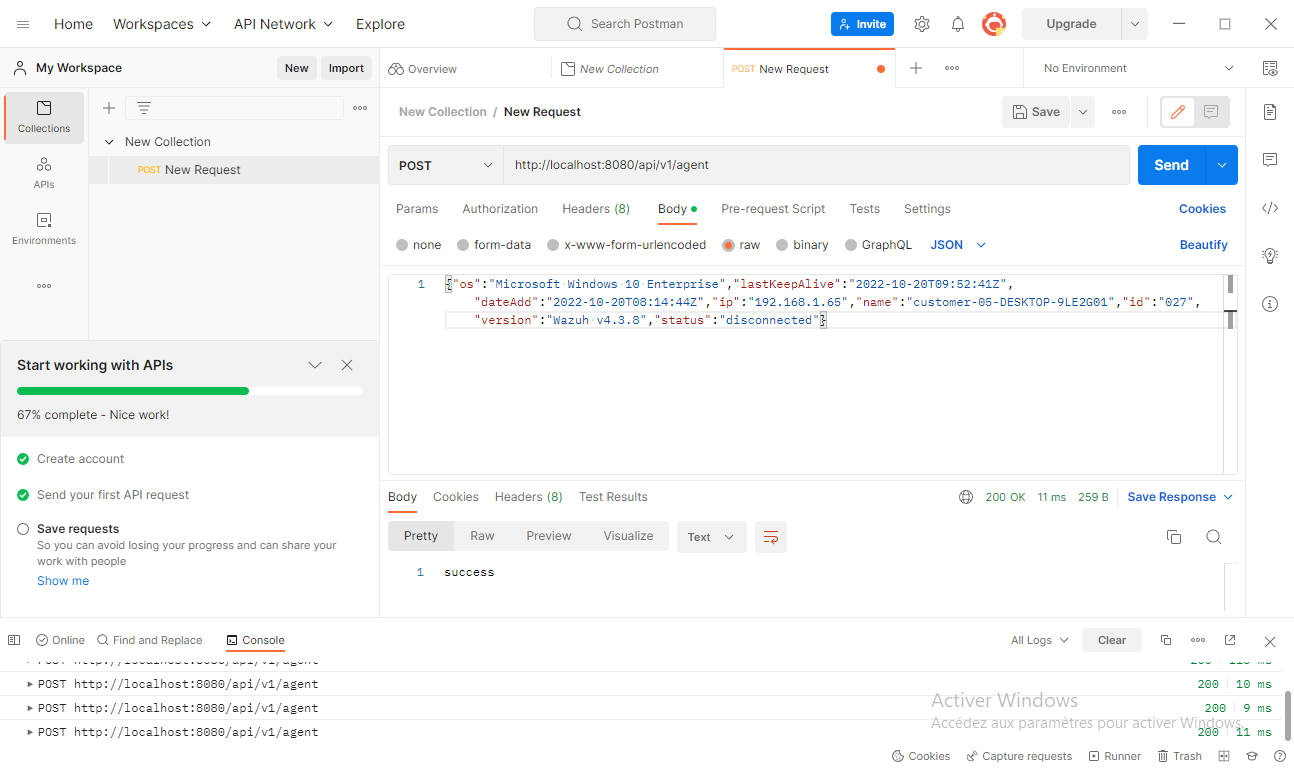 Home Workspaces API Network Explore Search Postman Invite Upgrade
My Workspace New Import Overview New Collection POST New Request No Environment
Collections
APIs
Environments
New Collection
POST New Request
New Collection / New Request Save
POST http://localhost:8080/api/v1/agent Send
Params Authorization Headers (8) Body Pre-request Script Tests Settings Cookies
none form-data x-www-form-urlencoded raw binary GraphQL JSON Beautify
1 {"os":"Microsoft Windows 10 Enterprise","lastKeepAlive":"2022-10-20T09:52:41Z",
"dateAdd":"2022-10-20T08:14:44Z","ip":"192.168.1.65","name":"customer-05-DESKTOP-9LE2G01","id":"027",
"version":"Wazuh v4.3.8","status":"disconnected"}
Start working with APIs
67% complete - Nice work!
Create account
Send your first API request
Save requests
So you can avoid losing your progress and can share your
work with people
Show me
Body Cookies Headers (8) Test Results 200 OK 11 ms 259 B Save Response
Pretty Raw Preview Visualize Text
1 success
Online Find and Replace Console All Logs Clear
POST http://localhost:8080/api/v1/agent
POST http://localhost:8080/api/v1/agent 200 10 ms
POST http://localhost:8080/api/v1/agent 200 9 ms
POST http://localhost:8080/api/v1/agent 200 11 ms
Activer Windows
Accédez aux paramètres pour activer Windows.
Cookies Capture requests Runner Trash